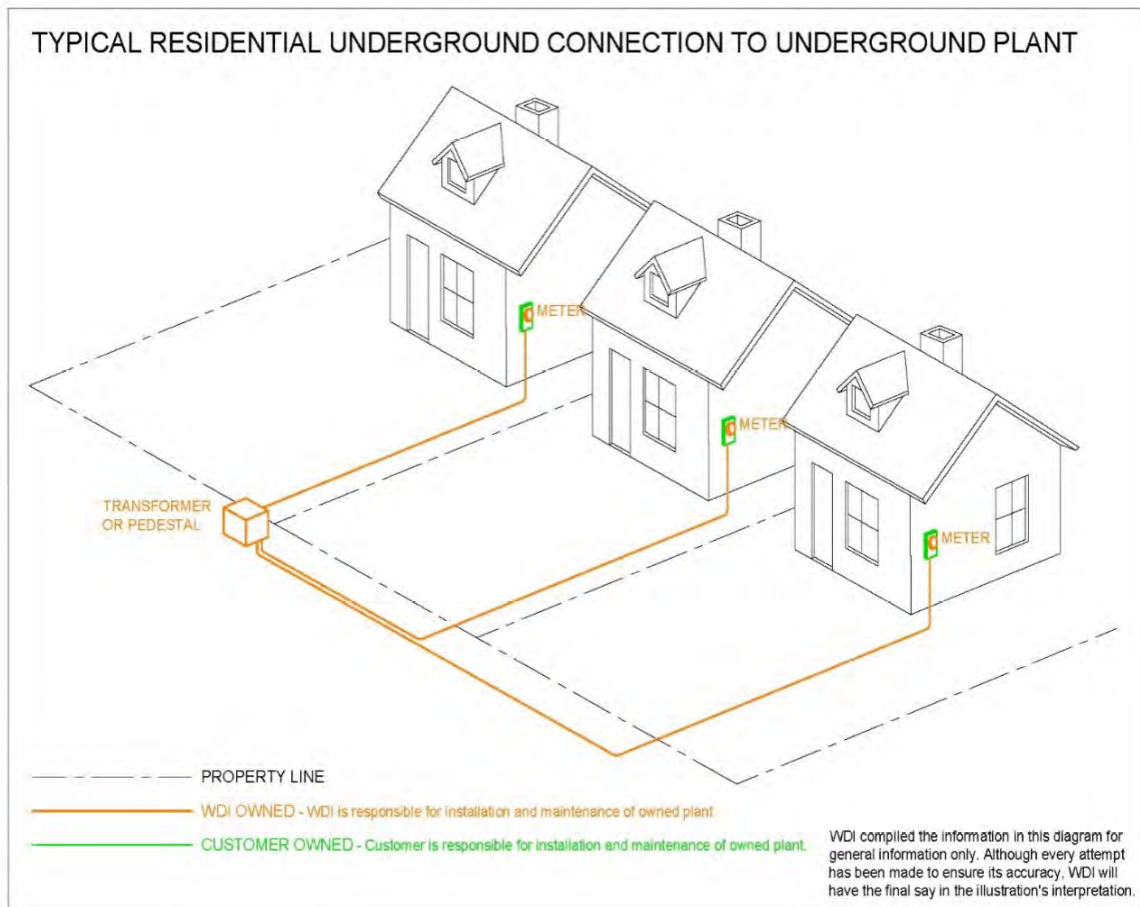 TYPICAL RESIDENTIAL UNDERGROUND CONNECTION TO UNDERGROUND PLANT
METER
METER
METER
TRANSFORMER
OR PEDESTAL
PROPERTY LINE
WDI OWNED - WDI is responsible for installation and maintenance of owned plant
CUSTOMER OWNED - Customer is responsible for installation and maintenance of owned plant.
WDI compiled the information in this diagram for
general information only. Although every attempt
has been made to ensure its accuracy, WDI will
have the final say in the illustration's interpretation.